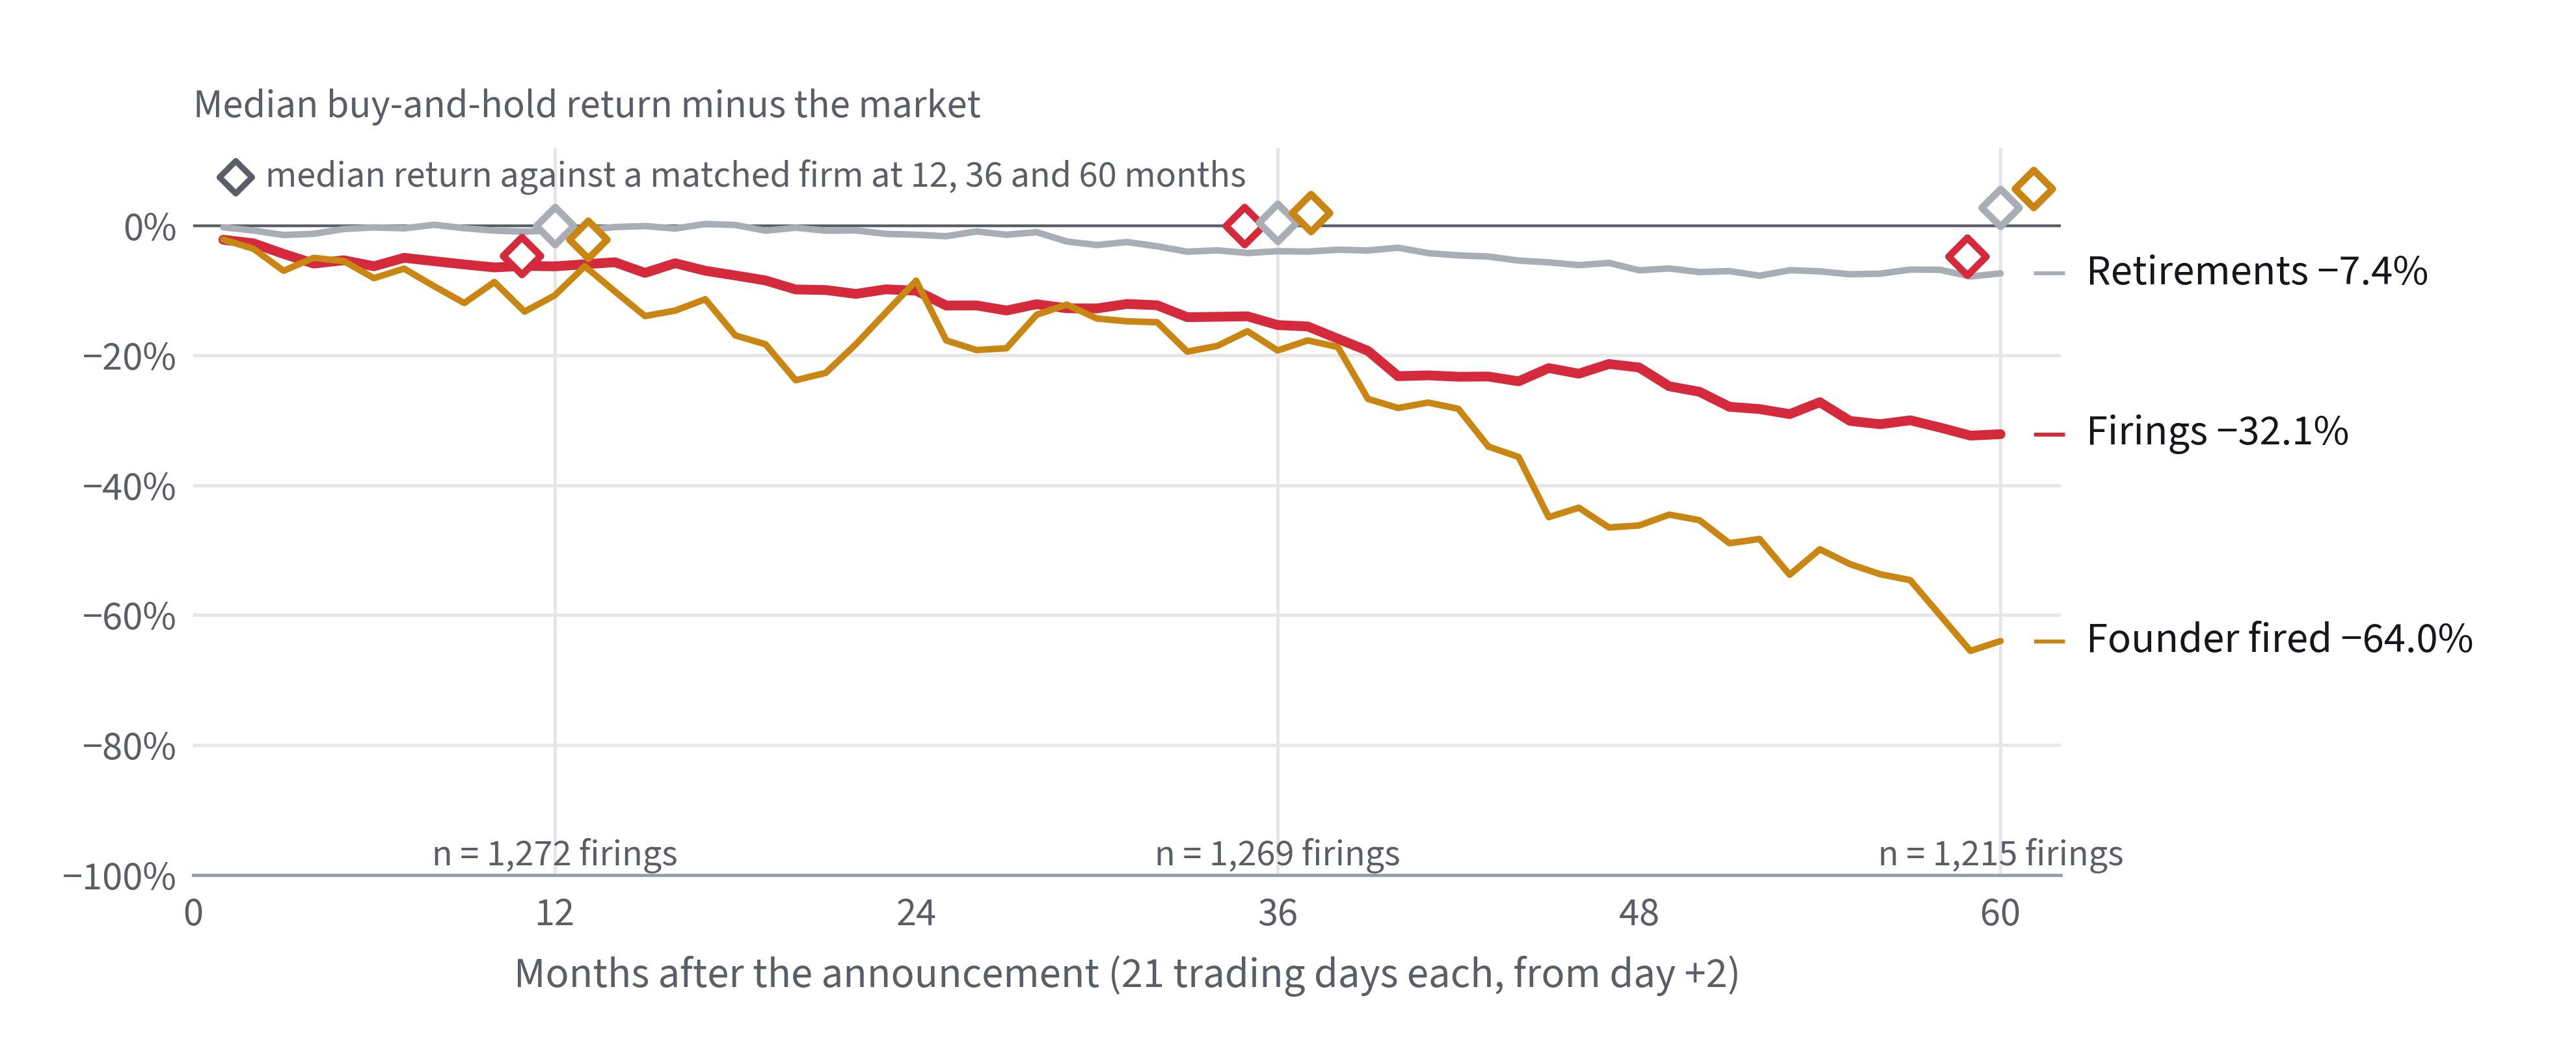 Median buy-and-hold return minus the market
median return against a matched firm at 12, 36 and 60 months
0%
−20%
−40%
−60%
−80%
−100%
Retirements −7.4%
Firings −32.1%
Founder fired −64.0%
n = 1,272 firings
n = 1,269 firings
n = 1,215 firings
0
12
24
36
48
60
Months after the announcement (21 trading days each, from day +2)